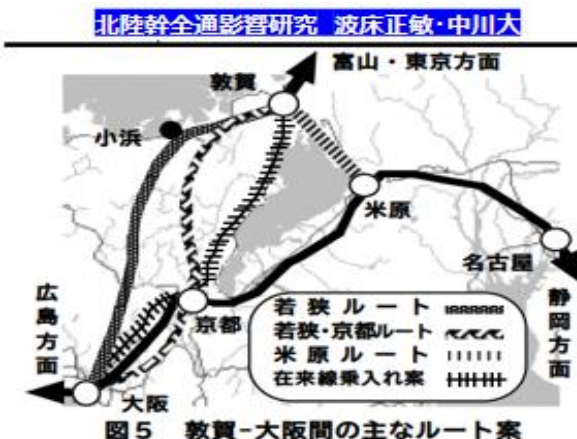 北陸幹全通影響研究 波床正敏・中川大
敦賀
富山・東京方面
小浜
米原
名古屋
広島方面
静岡方面
京都
大阪
若狭ルート
若狭・京都ルート
米原ルート
在来線乗入れ案
図5 敦賀-大阪間の主なルート案